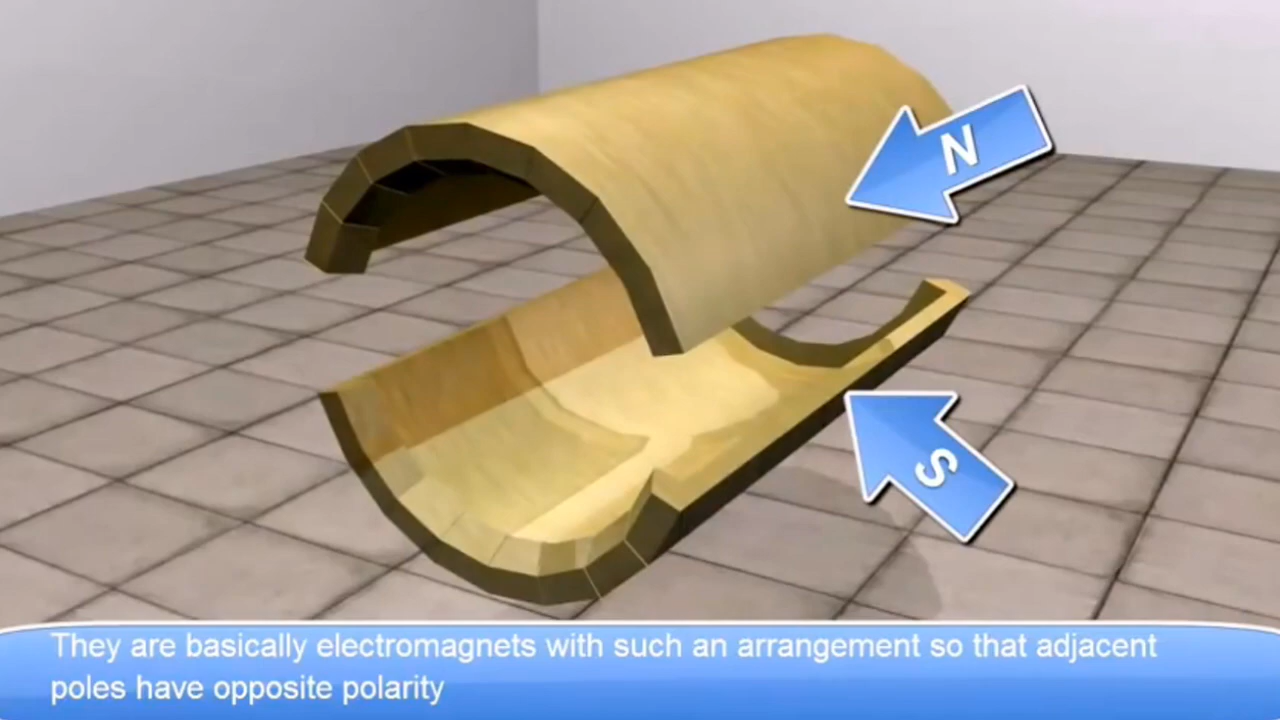 N
S
They are basically electromagnets with such an arrangement so that adjacent
poles have opposite polarity